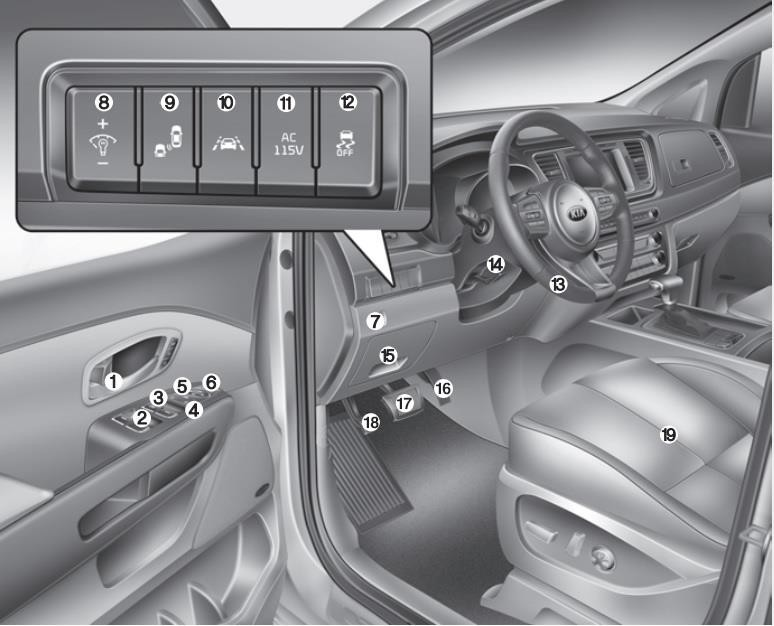 ⑧ ⑨ ⑩ ⑪ ⑫
+
AC
115V
OFF
−
KIA
⑭
⑬
⑦
⑮
①
⑤ ⑥
③
② ④
⑯
⑰
⑱
⑲